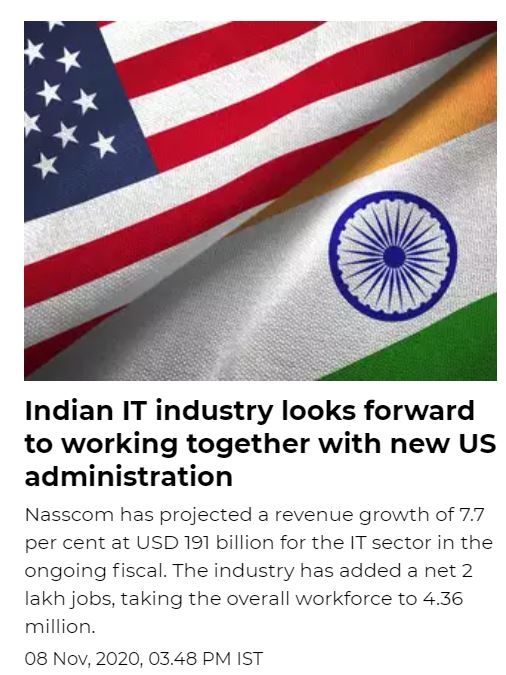 Indian IT industry looks forward
to working together with new US
administration
Nasscom has projected a revenue growth of 7.7
per cent at USD 191 billion for the IT sector in the
ongoing fiscal. The industry has added a net 2
lakh jobs, taking the overall workforce to 4.36
million.
08 Nov, 2020, 03.48 PM IST